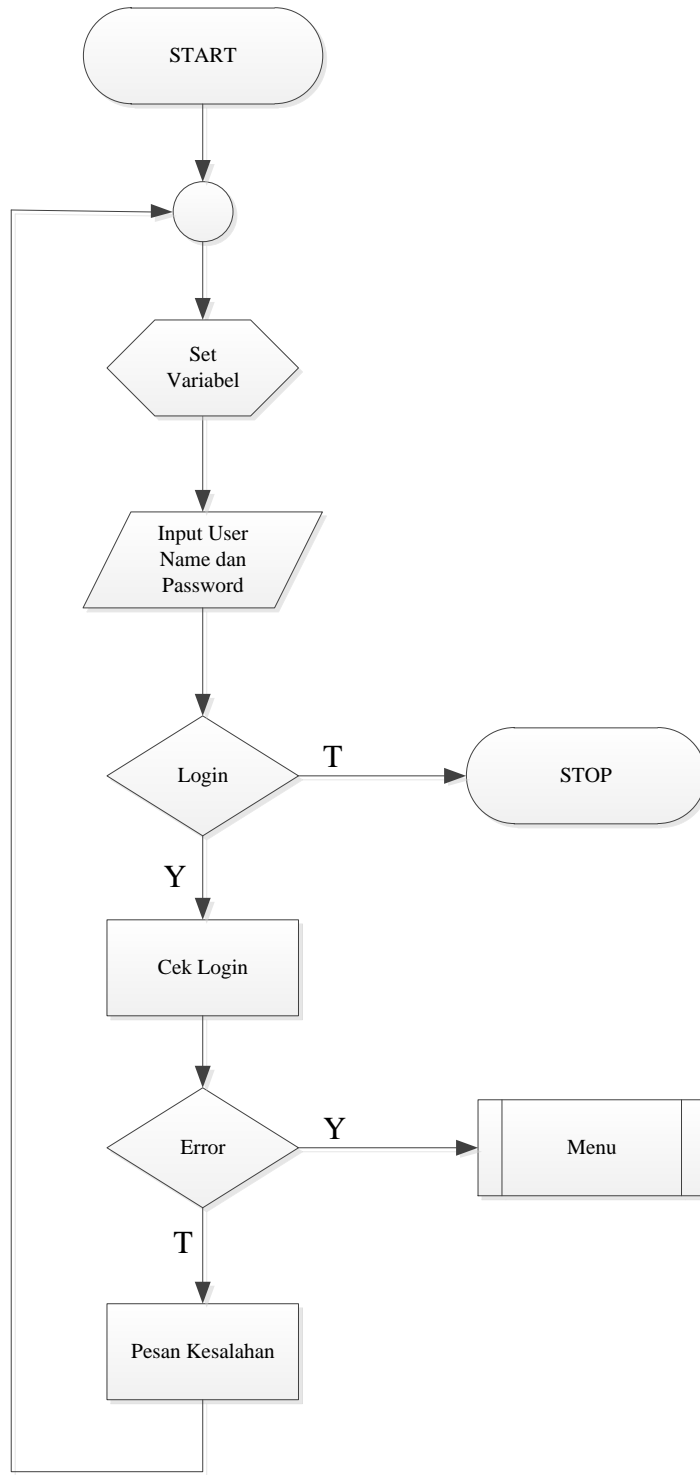 START
Set
Variabel
Input User
Name dan
Password
Login
T
STOP
Y
Cek Login
Error
Y
Menu
T
Pesan Kesalahan